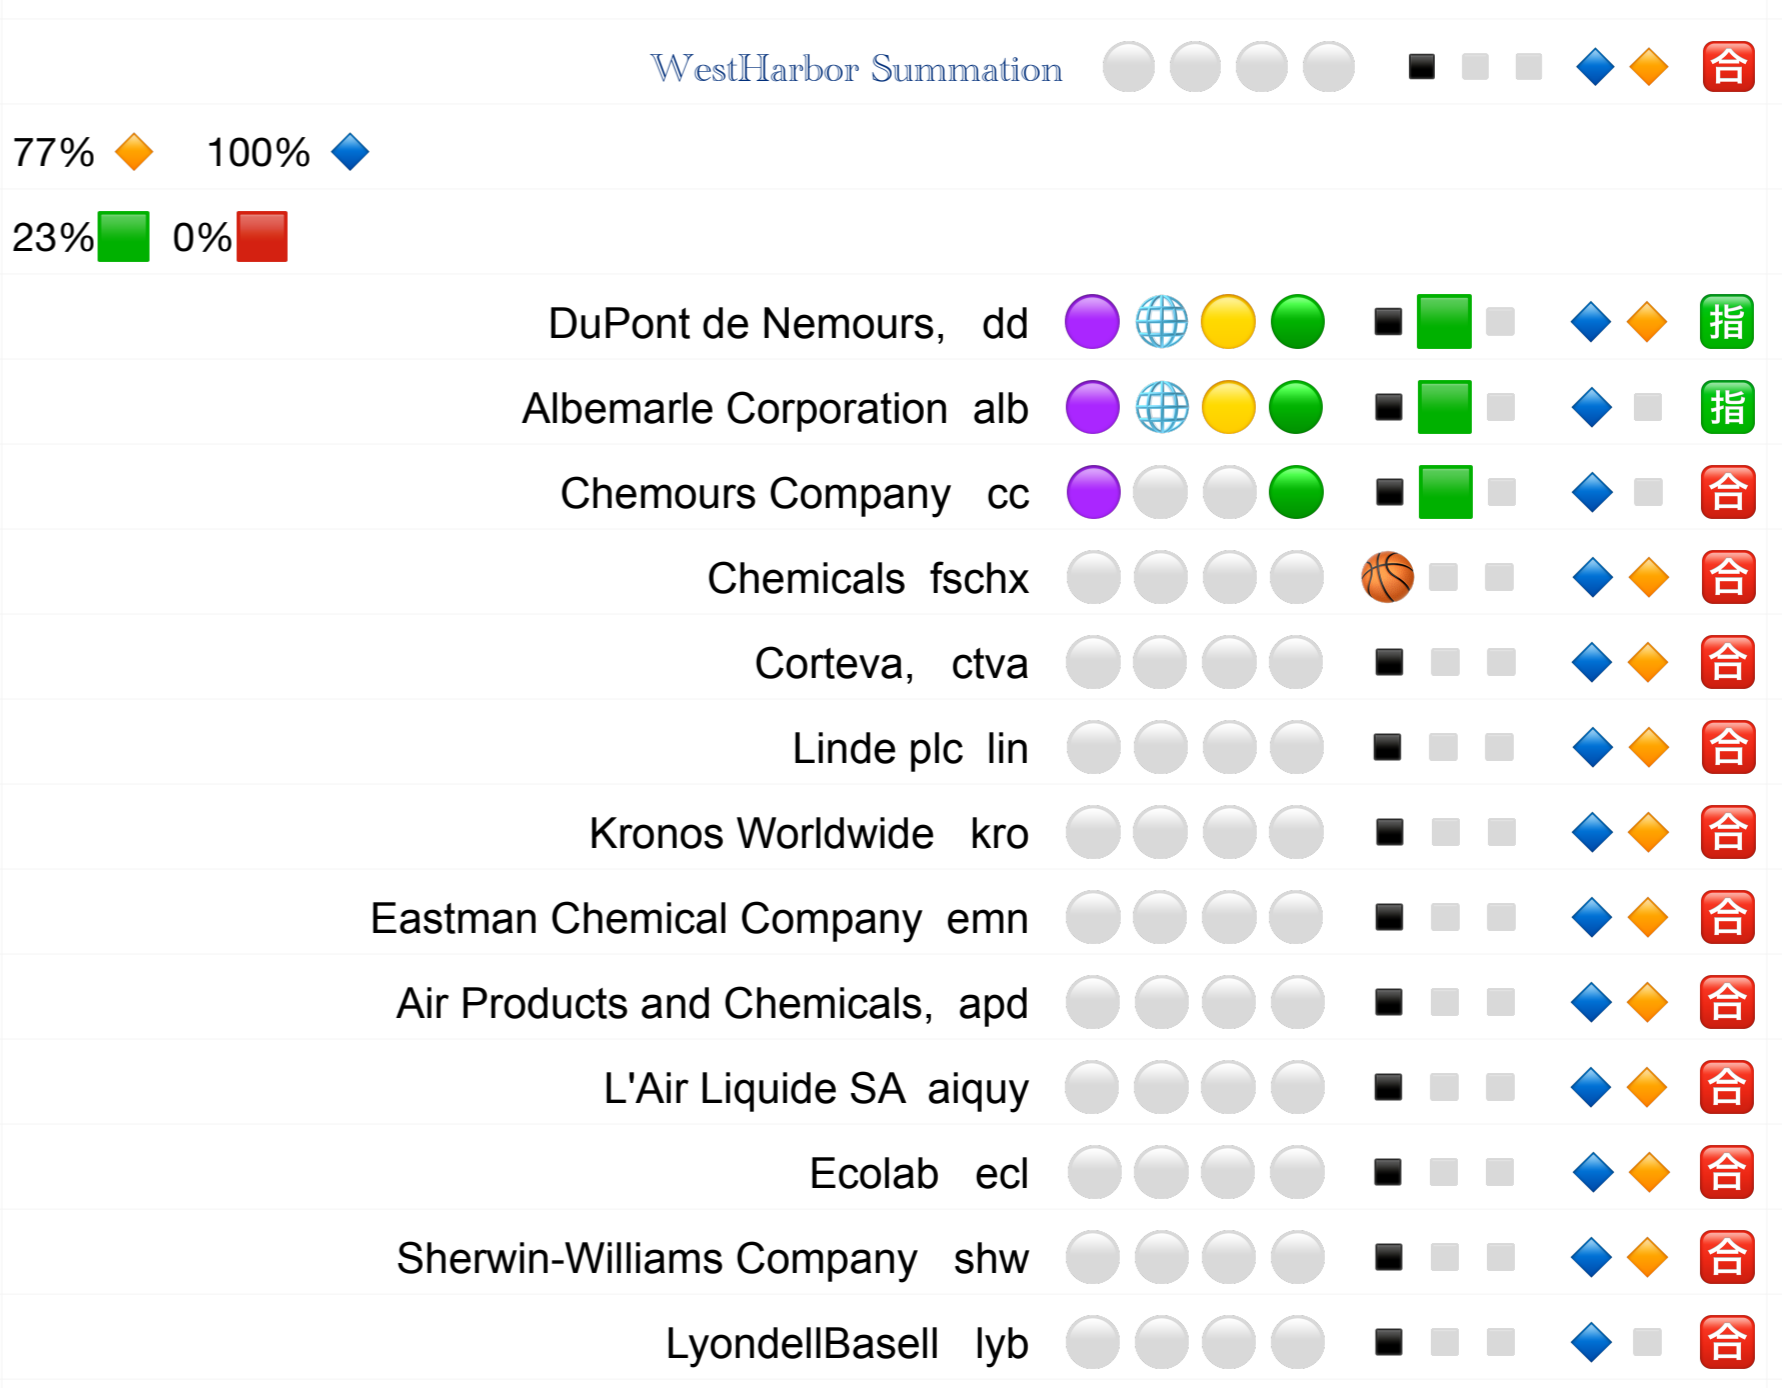 WestHarbor Summation 合
77% 100%
23% 0%
DuPont de Nemours, dd 指
Albemarle Corporation alb 指
Chemours Company cc 合
Chemicals fschx 合
Corteva, ctva 合
Linde plc lin 合
Kronos Worldwide kro 合
Eastman Chemical Company emn 合
Air Products and Chemicals, apd 合
L'Air Liquide SA aiquy 合
Ecolab ecl 合
Sherwin-Williams Company shw 合
LyondellBasell lyb 合